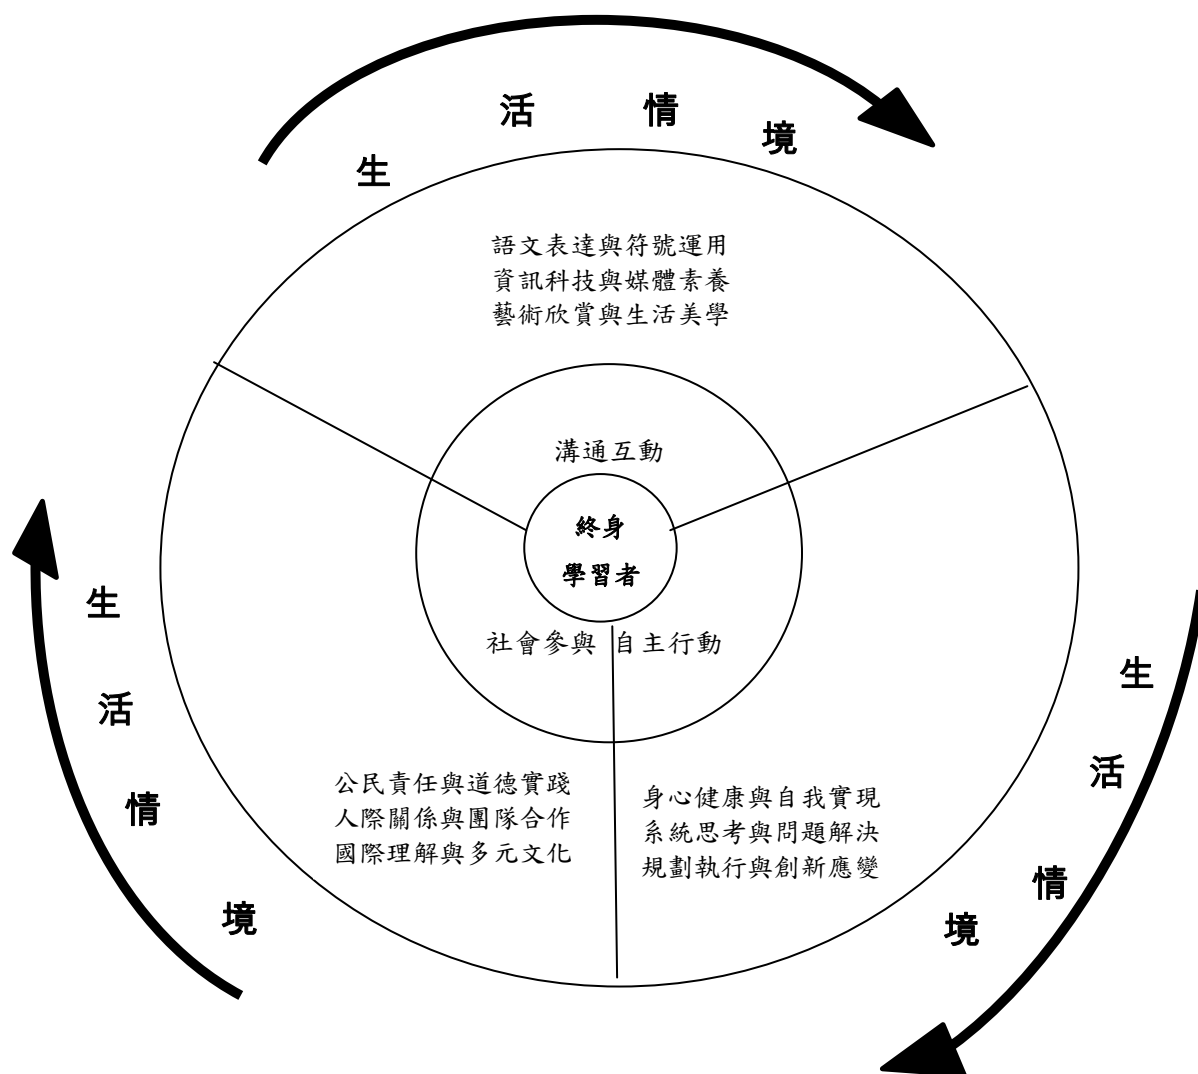 生活情境
語文表達與符號運用
資訊科技與媒體素養
藝術欣賞與生活美學
溝通互動
終身
學習者
社會參與 自主行動
公民責任與道德實踐
人際關係與團隊合作
國際理解與多元文化
身心健康與自我實現
系統思考與問題解決
規劃執行與創新應變
生活情境
生活情境